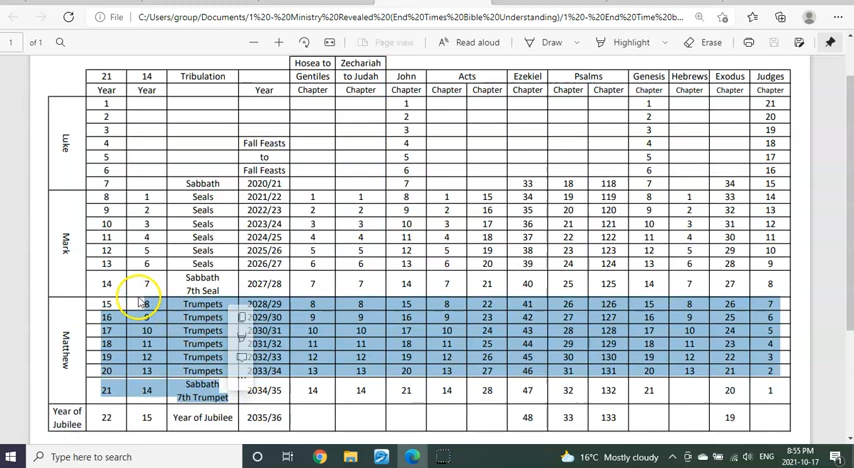 File | C:/Users/group/Documents/1%20-%20Ministry%20Revealed(End%20Times%20Bible%20Understanding)/1%20-%20End%20Time%20b...
1 of 1 Page view Read aloud Draw Highlight Erase
Hosea to Zechariah
21 14 Tribulation Gentiles to Judah John Acts Ezekiel Psalms Genesis Hebrews Exodus Judges
Year Year Year Chapter Chapter Chapter Chapter Chapter Chapter Chapter Chapter Chapter Chapter Chapter Chapter
Luke
1 1 1 21
2 2 2 20
3 3 3 19
4 Fall Feasts 4 4 18
5 to 5 5 17
6 Fall Feasts 6 6 16
7 Sabbath 2020/21 7 33 18 118 7 34 15
Mark
8 1 Seals 2021/22 1 1 8 1 15 34 19 119 8 1 33 14
9 2 Seals 2022/23 2 2 9 2 16 35 20 120 9 2 32 13
10 3 Seals 2023/24 3 3 10 3 17 36 21 121 10 3 31 12
11 4 Seals 2024/25 4 4 11 4 18 37 22 122 11 4 30 11
12 5 Seals 2025/26 5 5 12 5 19 38 23 123 12 5 29 10
13 6 Seals 2026/27 6 6 13 6 20 39 24 124 13 6 28 9
14 7 Sabbath 2027/28 7 7 14 7 21 40 25 125 14 7 27 8
7th Seal
Matthew
15 8 Trumpets 2028/29 8 8 15 8 22 41 26 126 15 8 26 7
16 9 Trumpets 2029/30 9 9 16 9 23 42 27 127 16 9 25 6
17 10 Trumpets 2030/31 10 10 17 10 24 43 28 128 17 10 24 5
18 11 Trumpets 2031/32 11 11 18 11 25 44 29 129 18 11 23 4
19 12 Trumpets 2032/33 12 12 19 12 26 45 30 130 19 12 22 3
20 13 Trumpets 2033/34 13 13 20 13 27 46 31 131 20 13 21 2
21 14 Sabbath 2034/35 14 14 21 14 28 47 32 132 21 20 1
7th Trumpet
Year of Jubilee 22 15 Year of Jubilee 2035/36 48 33 133 19
Type here to search 16°C Mostly cloudy ENG 8:55 PM
2021-10-17